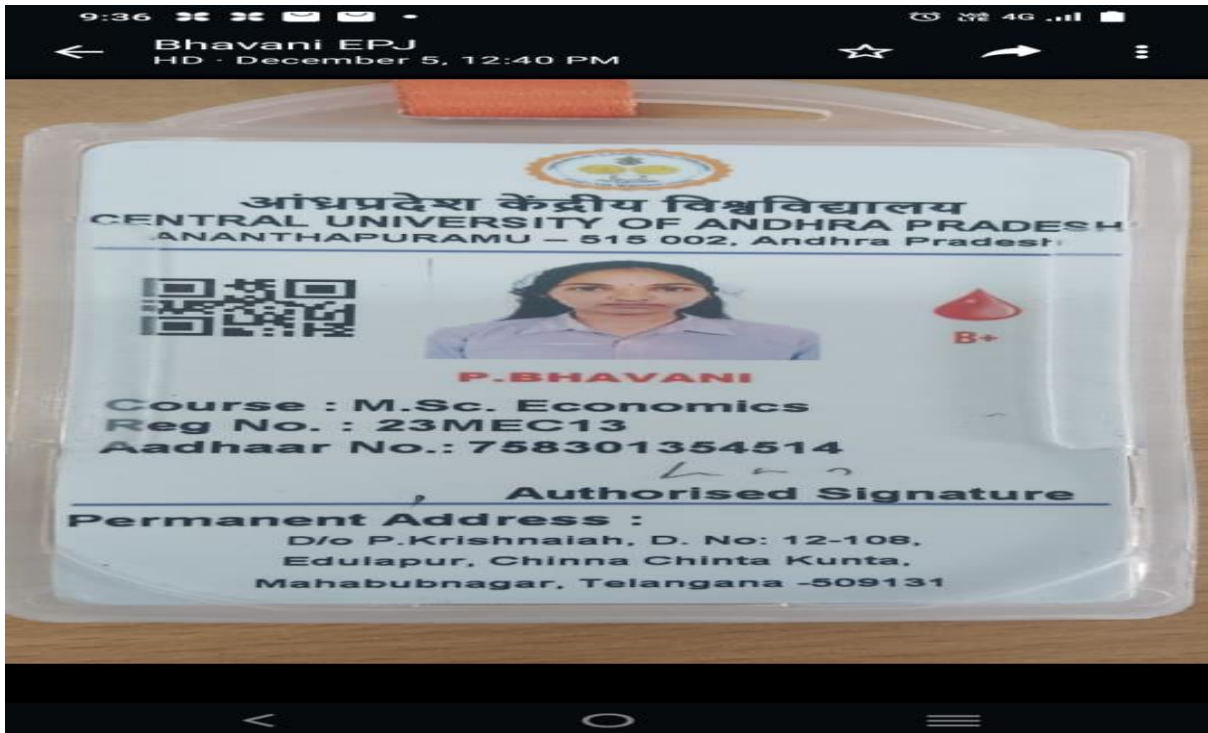 9:36 4G
Bhavani EPJ
HD · December 5, 12:40 PM
आंध्रप्रदेश केंद्रीय विश्वविद्यालय
CENTRAL UNIVERSITY OF ANDHRA PRADESH
ANANTHAPURAMU – 515 002, Andhra Pradesh
B+
P.BHAVANI
Course : M.Sc. Economics
Reg No. : 23MEC13
Aadhaar No.: 758301354514
Authorised Signature
Permanent Address :
D/o P.Krishnaiah, D. No: 12-108,
Edulapur, Chinna Chinta Kunta,
Mahabubnagar, Telangana -509131